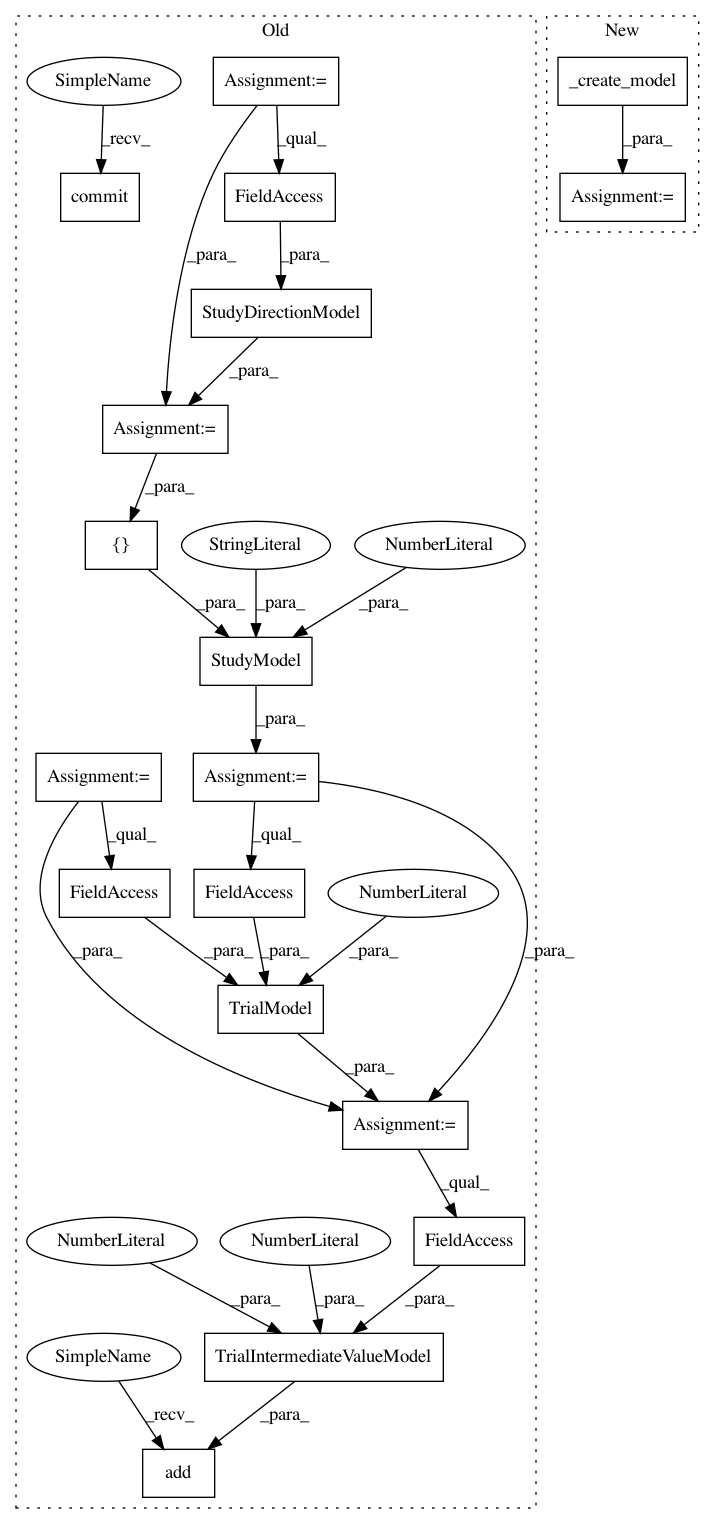 Old
New
SimpleName
Assignment:=
_create_model
_recv_
_qual_
_para_
commit
FieldAccess
Assignment:=
_para_
_para_
StudyDirectionModel
_para_
Assignment:=
_para_
{}
StringLiteral
NumberLiteral
_para_
_para_
_para_
StudyModel
_para_
Assignment:=
Assignment:=
_qual_
_qual_
FieldAccess
FieldAccess
NumberLiteral
_para_
_para_
_para_
_para_
_para_
TrialModel
_para_
Assignment:=
_qual_
NumberLiteral
NumberLiteral
FieldAccess
_para_
_para_
_para_
SimpleName
TrialIntermediateValueModel
_recv_
_para_
add